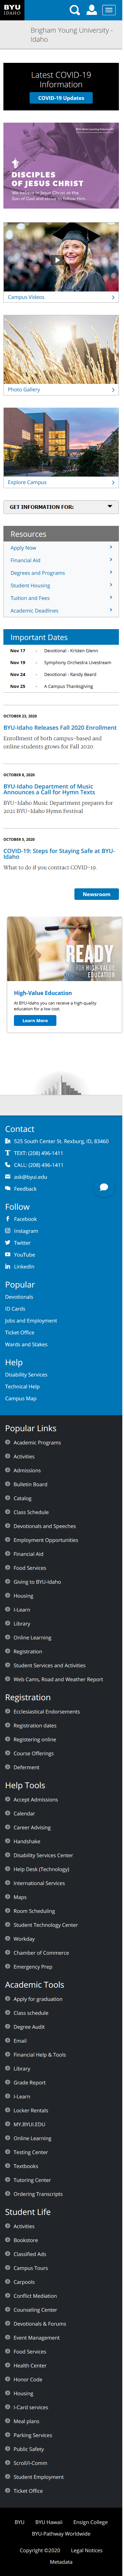 BYU
IDAHO
Brigham Young University -
Idaho
Latest COVID-19
Information
COVID-19 Updates
DISCIPLES
OF JESUS CHRIST
We believe in Jesus Christ as the
Son of God and strive to follow Him.
Campus Videos
Photo Gallery
Explore Campus
GET INFORMATION FOR:
Resources
Apply Now
Financial Aid
Degrees and Programs
Student Housing
Tuition and Fees
Academic Deadlines
Important Dates
Nov 17 - Devotional - Kristen Glenn
Nov 19 - Symphony Orchestra Livestream
Nov 24 - Devotional - Randy Beard
Nov 25 - A Campus Thanksgiving
OCTOBER 23, 2020
BYU-Idaho Releases Fall 2020 Enrollment
Enrollment of both campus-based and
online students grows for Fall 2020.
OCTOBER 8, 2020
BYU-Idaho Department of Music
Announces a Call for Hymn Texts
BYU-Idaho Music Department prepares for
2021 BYU-Idaho Hymn Festival
OCTOBER 5, 2020
COVID-19: Steps for Staying Safe at BYU-
Idaho
What to do if you contract COVID-19.
Newsroom
READY
FOR HIGH-VALUE
EDUCATION
High-Value Education
At BYU-Idaho you can receive a high-quality
education for a low cost.
Learn More
Contact
525 South Center St. Rexburg, ID, 83460
TEXT: (208) 496-1411
CALL: (208) 496-1411
ask@byui.edu
Feedback
Follow
Facebook
Instagram
Twitter
YouTube
LinkedIn
Popular
Devotionals
ID Cards
Jobs and Employment
Ticket Office
Wards and Stakes
Help
Disability Services
Technical Help
Campus Map
Popular Links
Academic Programs
Activities
Admissions
Bulletin Board
Catalog
Class Schedule
Devotionals and Speeches
Employment Opportunities
Financial Aid
Food Services
Giving to BYU-Idaho
Housing
I-Learn
Library
Online Learning
Registration
Student Services and Activities
Web Cams, Road and Weather Report
Registration
Ecclesiastical Endorsements
Registration dates
Registering online
Course Offerings
Deferment
Help Tools
Accept Admissions
Calendar
Career Advising
Handshake
Disability Services Center
Help Desk (Technology)
International Services
Maps
Room Scheduling
Student Technology Center
Workday
Chamber of Commerce
Emergency Prep
Academic Tools
Apply for graduation
Class schedule
Degree Audit
Email
Financial Help & Tools
Library
Grade Report
I-Learn
Locker Rentals
MY.BYUI.EDU
Online Learning
Testing Center
Textbooks
Tutoring Center
Ordering Transcripts
Student Life
Activities
Bookstore
Classified Ads
Campus Tours
Carpools
Conflict Mediation
Counseling Center
Devotionals & Forums
Event Management
Food Services
Health Center
Honor Code
Housing
I-Card services
Meal plans
Parking Services
Public Safety
Scroll/I-Comm
Student Employment
Ticket Office
BYU BYU Hawaii Ensign College
BYU-Pathway Worldwide
Copyright ©2020 Legal Notices
Metadata